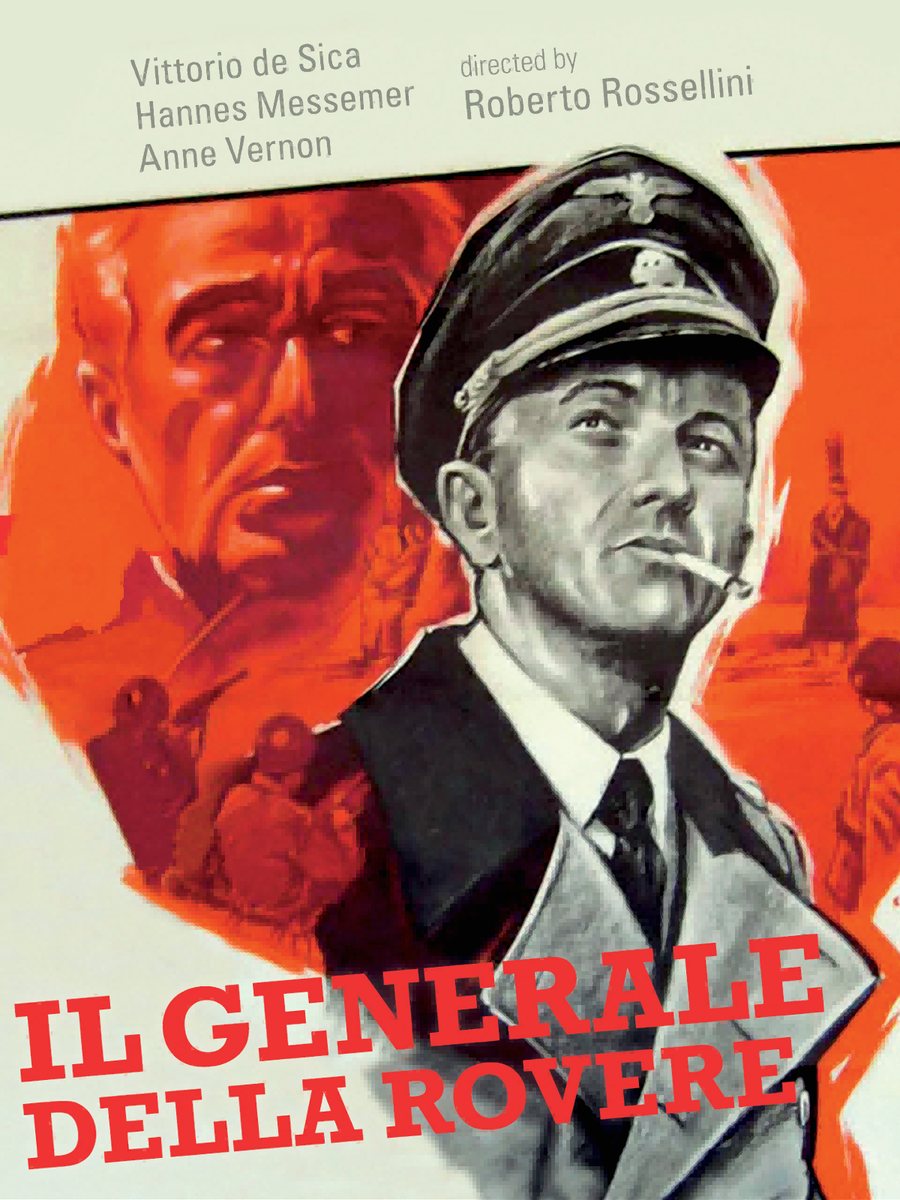 Vittorio de Sica
Hannes Messemer
Anne Vernon
directed by
Roberto Rossellini
IL GENERALE
DELLA ROVERE